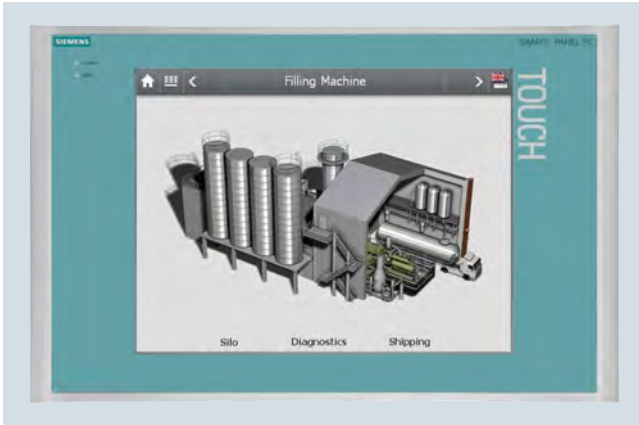 SIEMENS
SIMATIC PANEL PC
TOUCH
Filling Machine
Silo Diagnostics Shipping